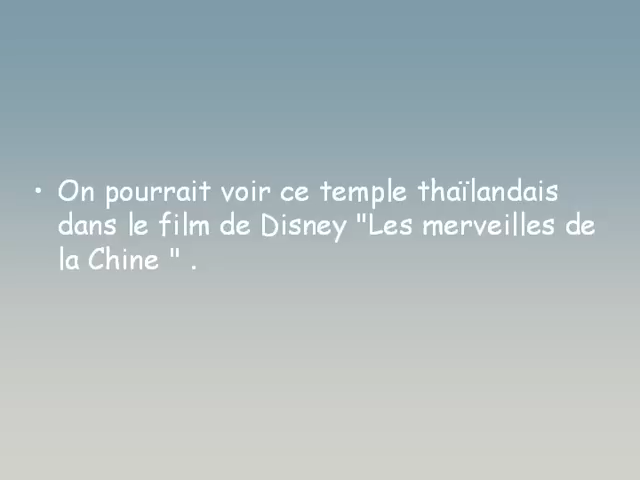 • On pourrait voir ce temple thaïlandais
dans le film de Disney "Les merveilles de
la Chine " .